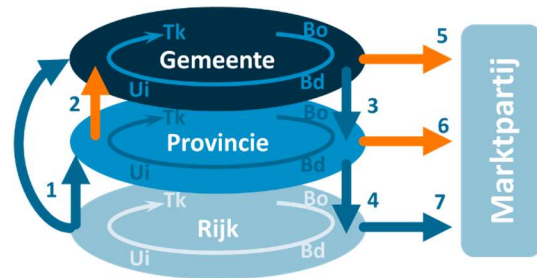 Tk Bo
Gemeente
Ui Bd
Tk Bo
Provincie
Ui Bd
Tk Bo
Rijk
Ui Bd
1
2
3
4
5
6
7
Marktpartij